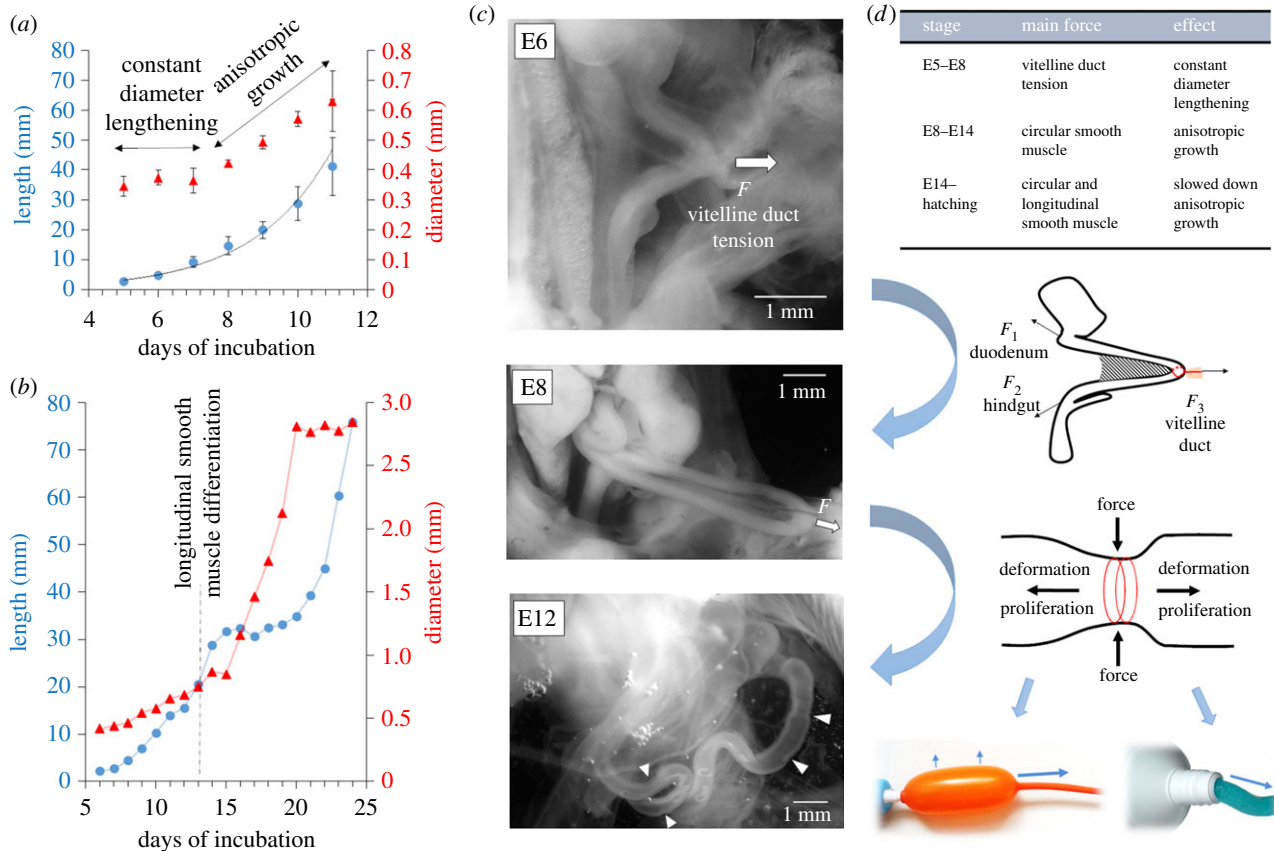 (a)
80
70
60
50
40
30
20
10
0
length (mm)
constant
diameter
lengthening
anisotropic
growth
0.8
0.7
0.6
0.5
0.4
0.3
0.2
0.1
0
diameter (mm)
4 6 8 10 12
days of incubation
(b)
80
70
60
50
40
30
20
10
0
length (mm)
longitudinal smooth
muscle differentiation
3.0
2.5
2.0
1.5
1.0
0.5
0
diameter (mm)
5 10 15 20 25
days of incubation
(c)
E6
F
vitelline duct
tension
1 mm
E8
1 mm
F
E12
1 mm
(d)
stage main force effect
E5–E8 vitelline duct constant
tension diameter
lengthening
E8–E14 circular smooth anisotropic
muscle growth
E14– circular and slowed down
hatching longitudinal anisotropic
smooth muscle growth
F1
duodenum
F2
hindgut
F3
vitelline
duct
force
deformation deformation
proliferation proliferation
force